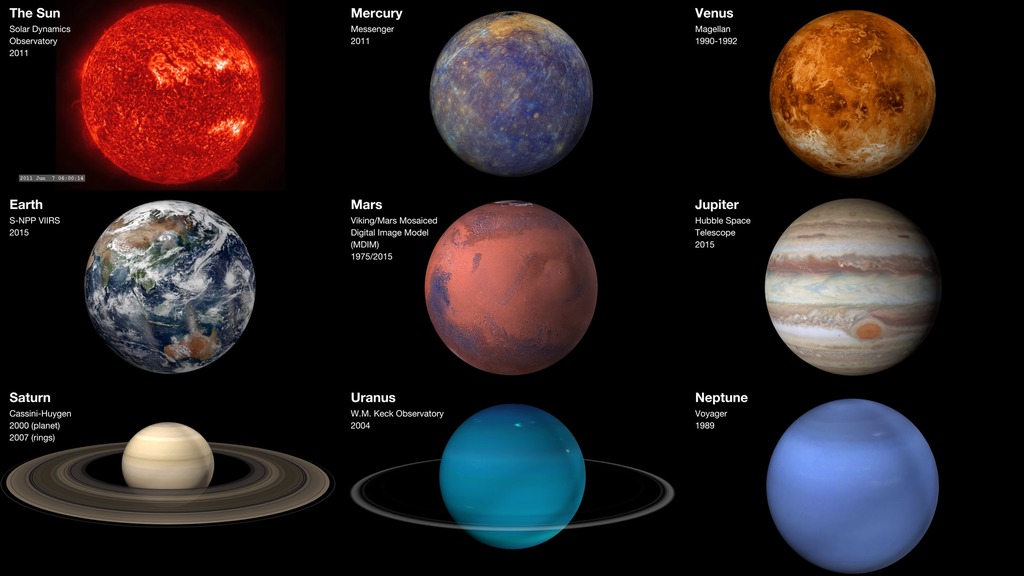 The Sun
Solar Dynamics
Observatory
2011
2011 Jun 7 06:00:14
Mercury
Messenger
2011
Venus
Magellan
1990-1992
Earth
S-NPP VIIRS
2015
Mars
Viking/Mars Mosaiced
Digital Image Model
(MDIM)
1975/2015
Jupiter
Hubble Space
Telescope
2015
Saturn
Cassini-Huygen
2000 (planet)
2007 (rings)
Uranus
W.M. Keck Observatory
2004
Neptune
Voyager
1989